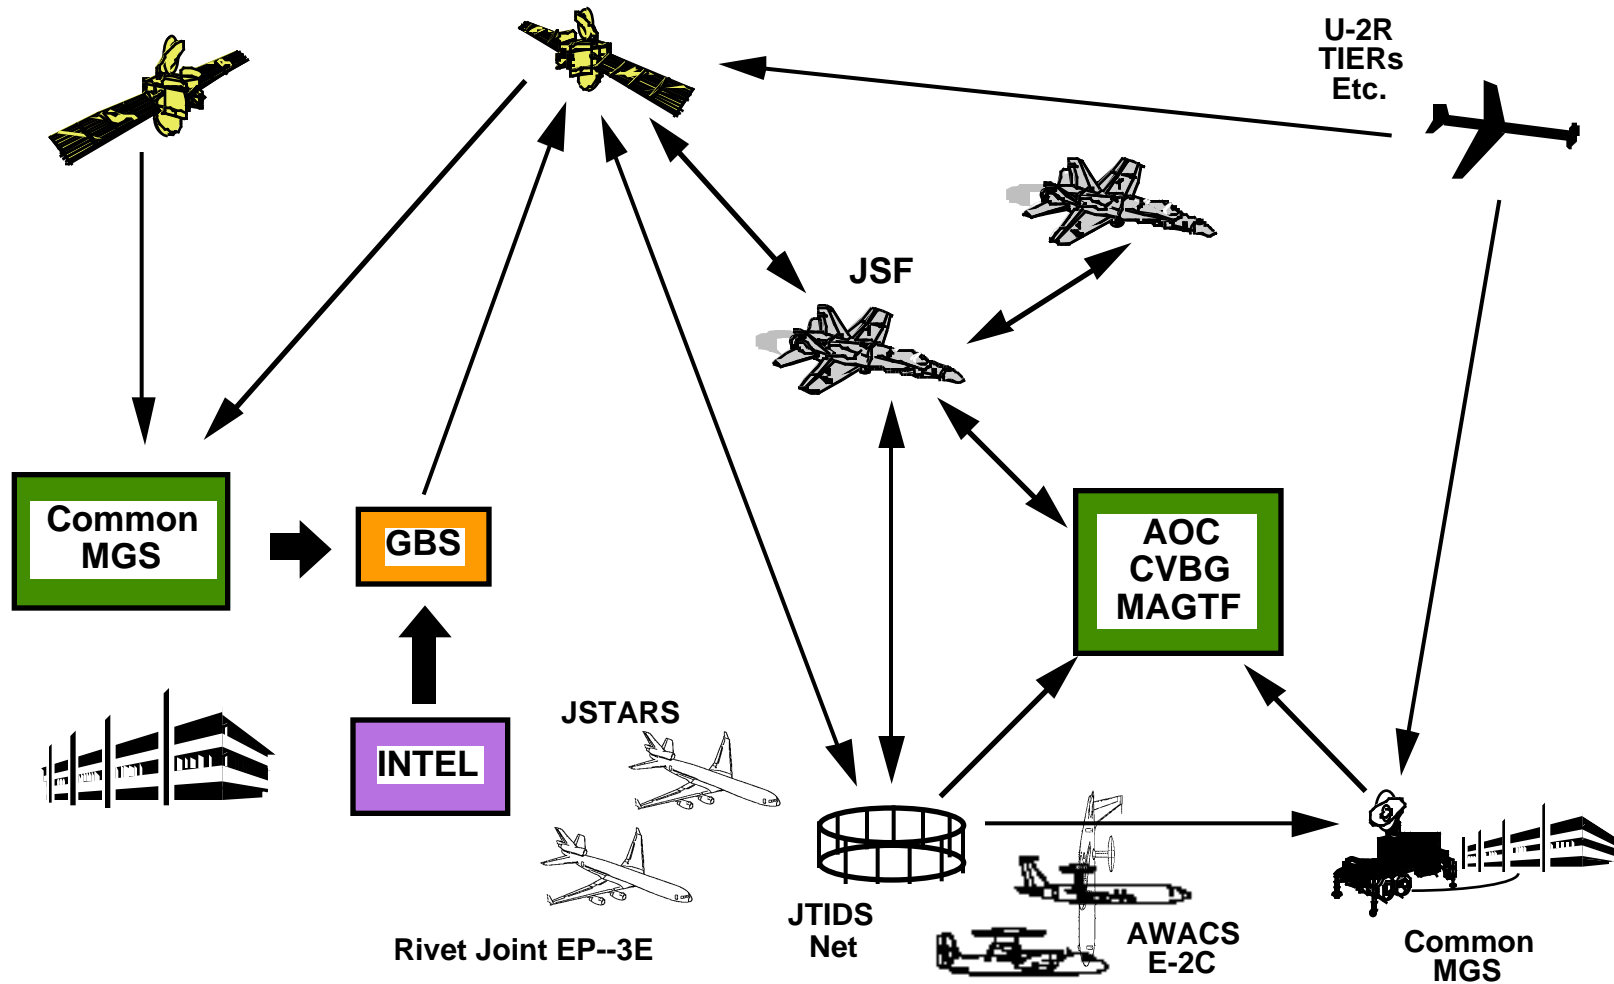 U-2R
TIERs
Etc.
JSF
Common
MGS
GBS
AOC
CVBG
MAGTF
INTEL
JSTARS
Rivet Joint EP--3E
JTIDS
Net
AWACS
E-2C
Common
MGS